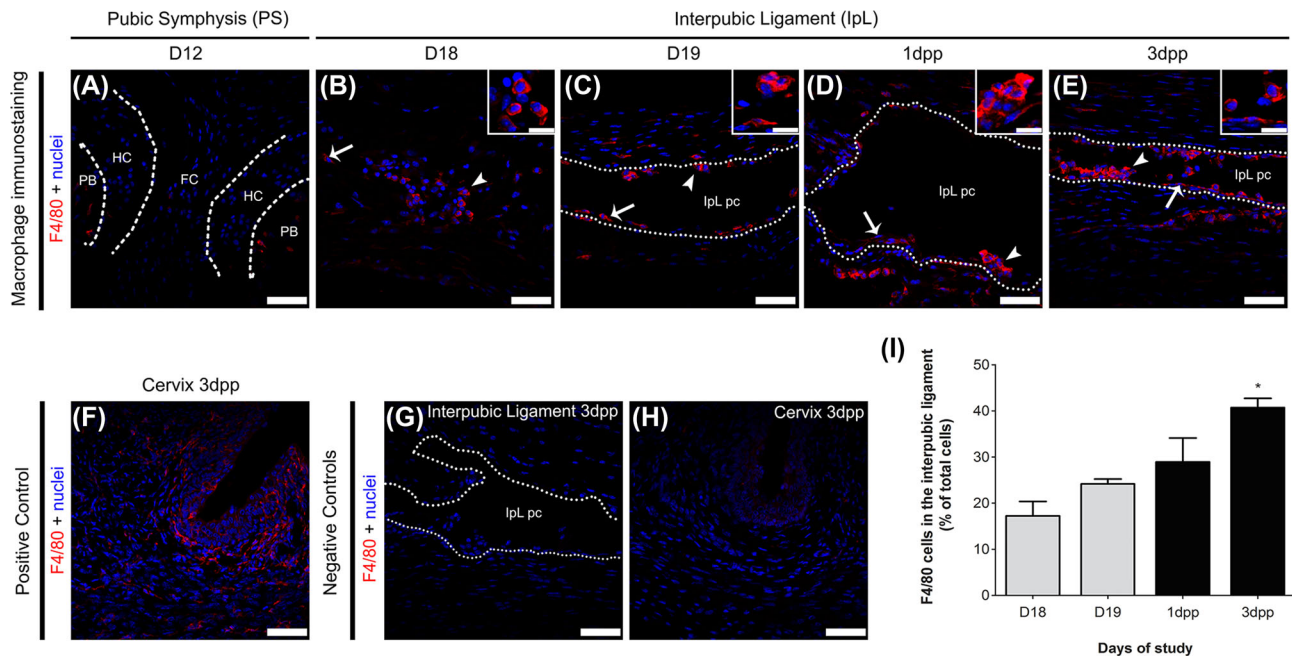 Pubic Symphysis (PS)
Interpubic Ligament (IpL)
D12
D18
D19
1dpp
3dpp
Macrophage immunostaining
F4/80 + nuclei
(A)
HC
PB
FC
HC
PB
(B)
(C)
IpL pc
(D)
IpL pc
(E)
IpL pc
Cervix 3dpp
Positive Control
F4/80 + nuclei
(F)
Negative Controls
F4/80 + nuclei
(G)
Interpubic Ligament 3dpp
IpL pc
(H)
Cervix 3dpp
(I)
F4/80 cells in the interpubic ligament
(% of total cells)
50
40
30
20
10
0
*
D18
D19
1dpp
3dpp
Days of study